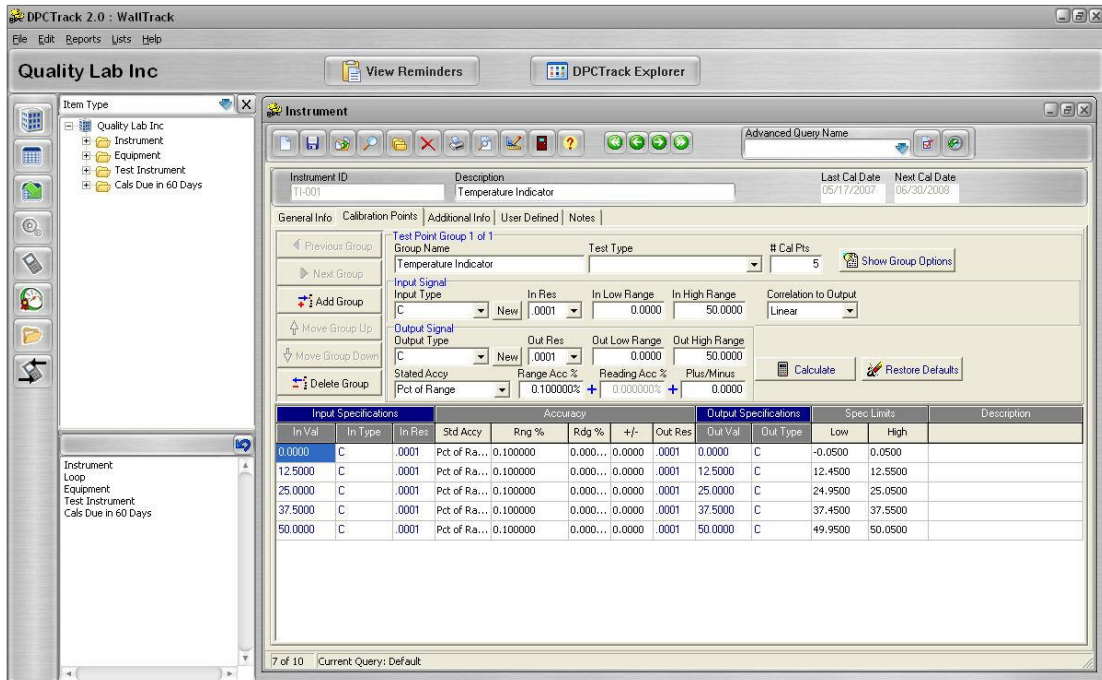 DPCTrack 2.0 : WallTrack
File Edit Reports Lists Help
Quality Lab Inc
View Reminders
DPCTrack Explorer
Item Type
Quality Lab Inc
Instrument
Equipment
Test Instrument
Cals Due in 60 Days
Instrument
Loop
Equipment
Test Instrument
Cals Due in 60 Days
Instrument
Advanced Query Name
Instrument ID Description Last Cal Date Next Cal Date
TI-001 Temperature Indicator 05/17/2007 06/30/2008
General Info Calibration Points Additional Info User Defined Notes
Previous Group
Next Group
Add Group
Move Group Up
Move Group Down
Delete Group
Test Point Group 1 of 1
Group Name Test Type # Cal Pts
Temperature Indicator 5 Show Group Options
Input Signal
Input Type In Res In Low Range In High Range Correlation to Output
C New .0001 0.0000 50.0000 Linear
Output Signal
Output Type Out Res Out Low Range Out High Range
C New .0001 0.0000 50.0000
Stated Accy Range Acc % Reading Acc % Plus/Minus
Pct of Range 0.100000% + 0.000000% + 0.0000
Calculate Restore Defaults
Input Specifications Accuracy Output Specifications Spec Limits Description
In Val In Type In Res Std Accy Rng % Rdg % +/- Out Res Out Val Out Type Low High
0.0000 C .0001 Pct of Ra... 0.100000 0.000... 0.0000 .0001 0.0000 C -0.0500 0.0500
12.5000 C .0001 Pct of Ra... 0.100000 0.000... 0.0000 .0001 12.5000 C 12.4500 12.5500
25.0000 C .0001 Pct of Ra... 0.100000 0.000... 0.0000 .0001 25.0000 C 24.9500 25.0500
37.5000 C .0001 Pct of Ra... 0.100000 0.000... 0.0000 .0001 37.5000 C 37.4500 37.5500
50.0000 C .0001 Pct of Ra... 0.100000 0.000... 0.0000 .0001 50.0000 C 49.9500 50.0500
7 of 10 Current Query: Default